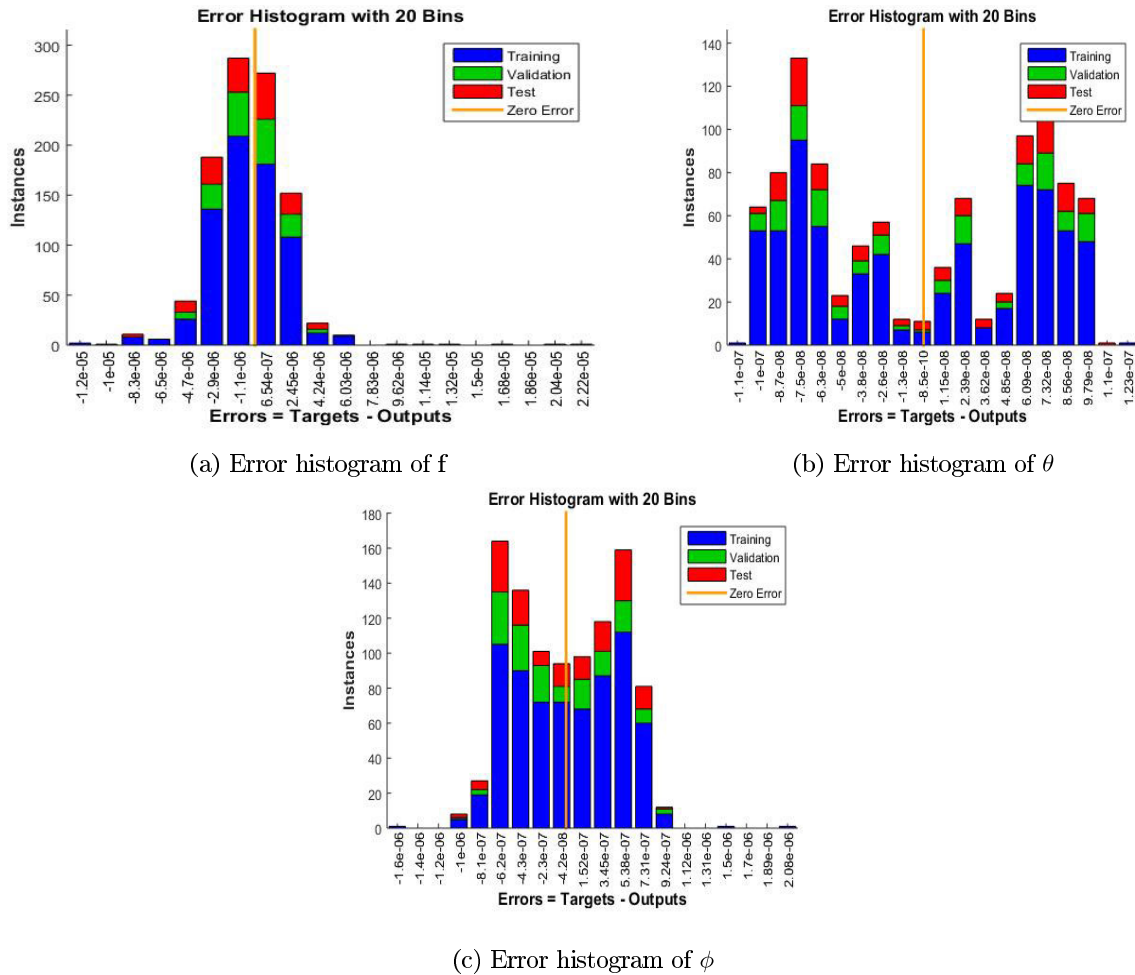 Error Histogram with 20 Bins
300
250
200
150
100
50
0
Instances
Training
Validation
Test
Zero Error
-1.2e-05
-1e-05
-8.3e-06
-6.5e-06
-4.7e-06
-2.9e-06
-1.1e-06
6.54e-07
2.45e-06
4.24e-06
6.03e-06
7.83e-06
9.62e-06
1.14e-05
1.32e-05
1.5e-05
1.68e-05
1.86e-05
2.04e-05
2.22e-05
Errors = Targets - Outputs
(a) Error histogram of f
Error Histogram with 20 Bins
140
120
100
80
60
40
20
0
Instances
Training
Validation
Test
Zero Error
-1.1e-07
-1e-07
-8.7e-08
-7.5e-08
-6.3e-08
-5e-08
-3.8e-08
-2.6e-08
-1.3e-08
-8.5e-10
1.15e-08
2.39e-08
3.62e-08
4.85e-08
6.09e-08
7.32e-08
8.56e-08
9.79e-08
1.1e-07
1.23e-07
Errors = Targets - Outputs
(b) Error histogram of θ
Error Histogram with 20 Bins
180
160
140
120
100
80
60
40
20
0
Instances
Training
Validation
Test
Zero Error
-1.6e-06
-1.4e-06
-1.2e-06
-1e-06
-8.1e-07
-6.2e-07
-4.3e-07
-2.3e-07
-4.2e-08
1.52e-07
3.45e-07
5.38e-07
7.31e-07
9.24e-07
1.12e-06
1.31e-06
1.5e-06
1.7e-06
1.89e-06
2.08e-06
Errors = Targets - Outputs
(c) Error histogram of ϕ